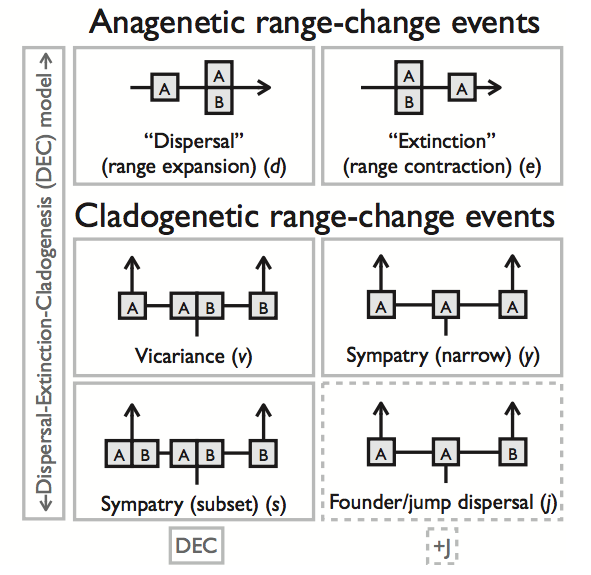 Anagenetic range-change events
Dispersal-Extinction-Cladogenesis (DEC) model
A A B
“Dispersal”
(range expansion) (d)
A B A
“Extinction”
(range contraction) (e)
Cladogenetic range-change events
A A B B
Vicariance (v)
A A A
Sympatry (narrow) (y)
A B A B B
Sympatry (subset) (s)
A A B
Founder/jump dispersal (j)
DEC
+J